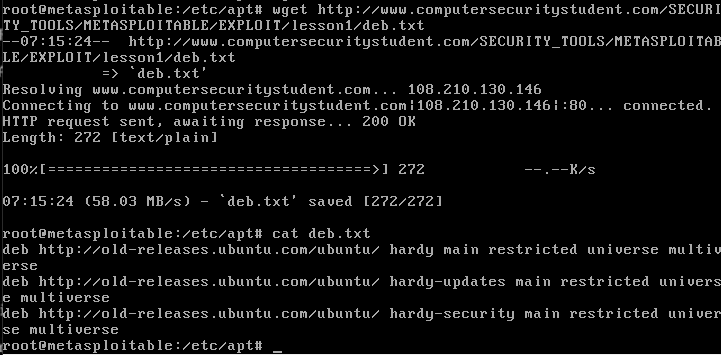 root@metasploitable:/etc/apt# wget http://www.computersecuritystudent.com/SECURI
TY_TOOLS/METASPLOITABLE/EXPLOIT/lesson1/deb.txt
--07:15:24--  http://www.computersecuritystudent.com/SECURITY_TOOLS/METASPLOITAB
LE/EXPLOIT/lesson1/deb.txt
           => `deb.txt'
Resolving www.computersecuritystudent.com... 108.210.130.146
Connecting to www.computersecuritystudent.com|108.210.130.146|:80... connected.
HTTP request sent, awaiting response... 200 OK
Length: 272 [text/plain]
100%[====================================>] 272           --.--K/s
07:15:24 (58.03 MB/s) - `deb.txt' saved [272/272]
root@metasploitable:/etc/apt# cat deb.txt
deb http://old-releases.ubuntu.com/ubuntu/ hardy main restricted universe multiv
erse
deb http://old-releases.ubuntu.com/ubuntu/ hardy-updates main restricted univers
e multiverse
deb http://old-releases.ubuntu.com/ubuntu/ hardy-security main restricted univer
se multiverse
root@metasploitable:/etc/apt# _